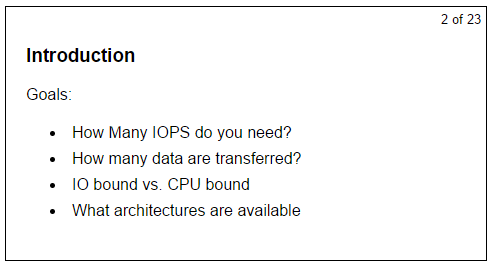 2 of 23
Introduction
Goals:
• How Many IOPS do you need?
• How many data are transferred?
• IO bound vs. CPU bound
• What architectures are available